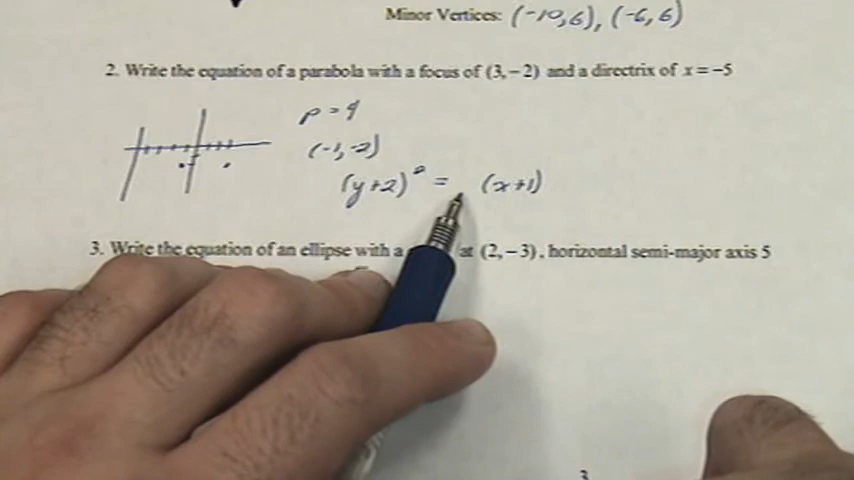 Minor Vertices: (-10,6), (-6,6)
2. Write the equation of a parabola with a focus of (3,−2) and a directrix of x=−5
p=4
(-1,-2)
(y+2)² = (x+1)
3. Write the equation of an ellipse with a at (2,−3), horizontal semi-major axis 5
3